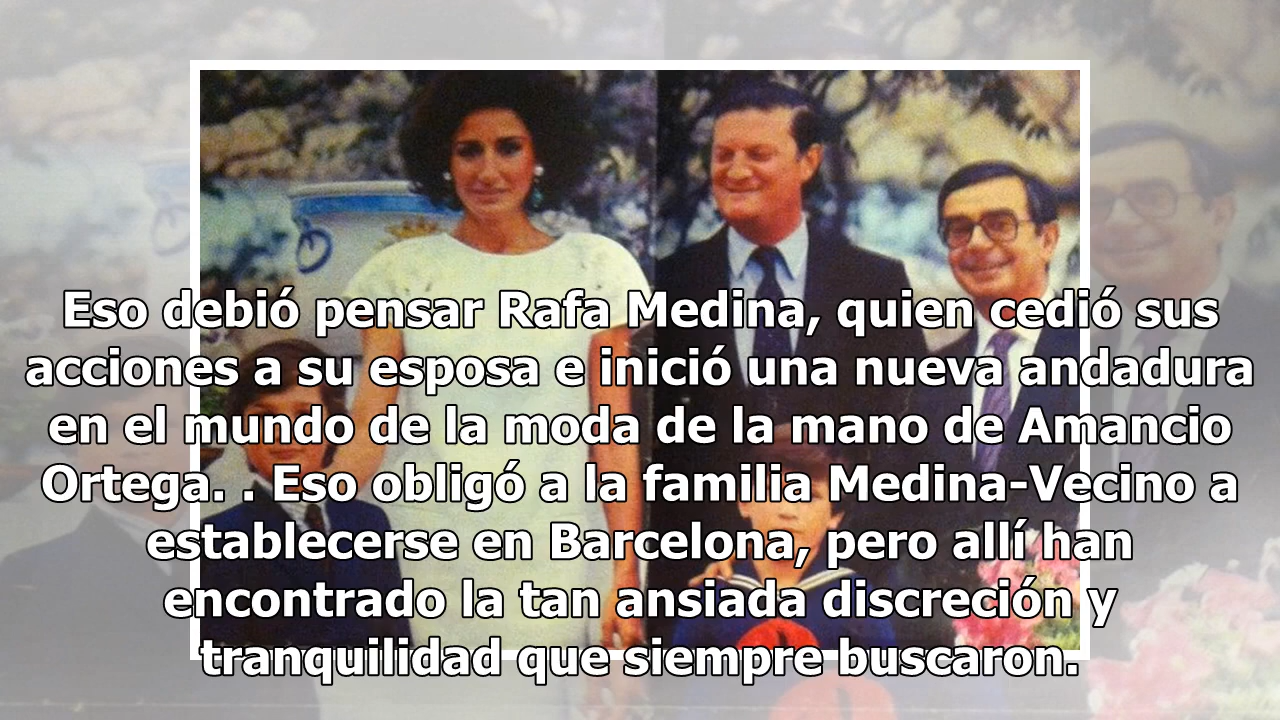 Eso debió pensar Rafa Medina, quien cedió sus
acciones a su esposa e inició una nueva andadura
en el mundo de la moda de la mano de Amancio
Ortega. . Eso obligó a la familia Medina-Vecino a
establecerse en Barcelona, pero allí han
encontrado la tan ansiada discreción y
tranquilidad que siempre buscaron.